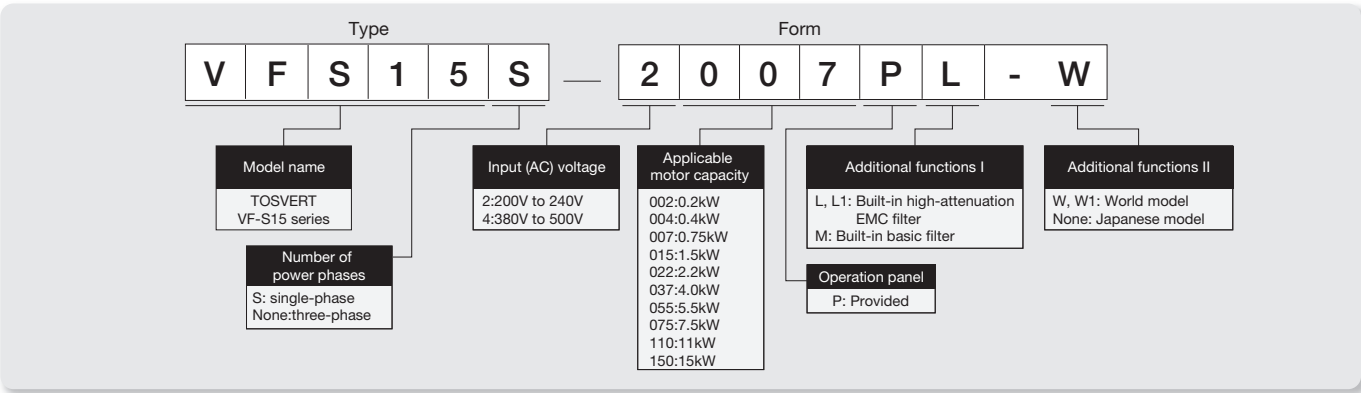 Type
Form
V F S 1 5 S — 2 0 0 7 P L - W
Model name
TOSVERT
VF-S15 series
Number of
power phases
S: single-phase
None:three-phase
Input (AC) voltage
2:200V to 240V
4:380V to 500V
Applicable
motor capacity
002:0.2kW
004:0.4kW
007:0.75kW
015:1.5kW
022:2.2kW
037:4.0kW
055:5.5kW
075:7.5kW
110:11kW
150:15kW
Additional functions I
L, L1: Built-in high-attenuation
EMC filter
M: Built-in basic filter
Operation panel
P: Provided
Additional functions II
W, W1: World model
None: Japanese model